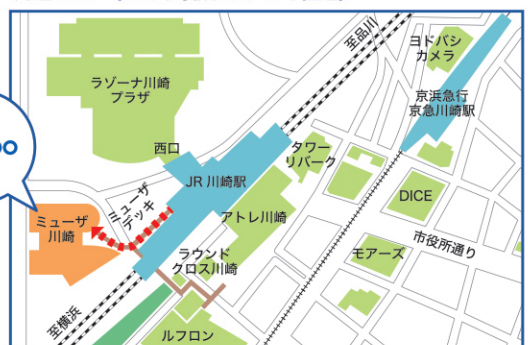 至品川
ヨドバシ
カメラ
ラゾーナ川崎
プラザ
京浜急行
京急川崎駅
西口
タワー
リバーク
JR 川崎駅
DICE
ミューザ
デッキ
アトレ川崎
ミューザ
川崎
市役所通り
モアーズ
ラウンド
クロス川崎
至横浜
ルフロン